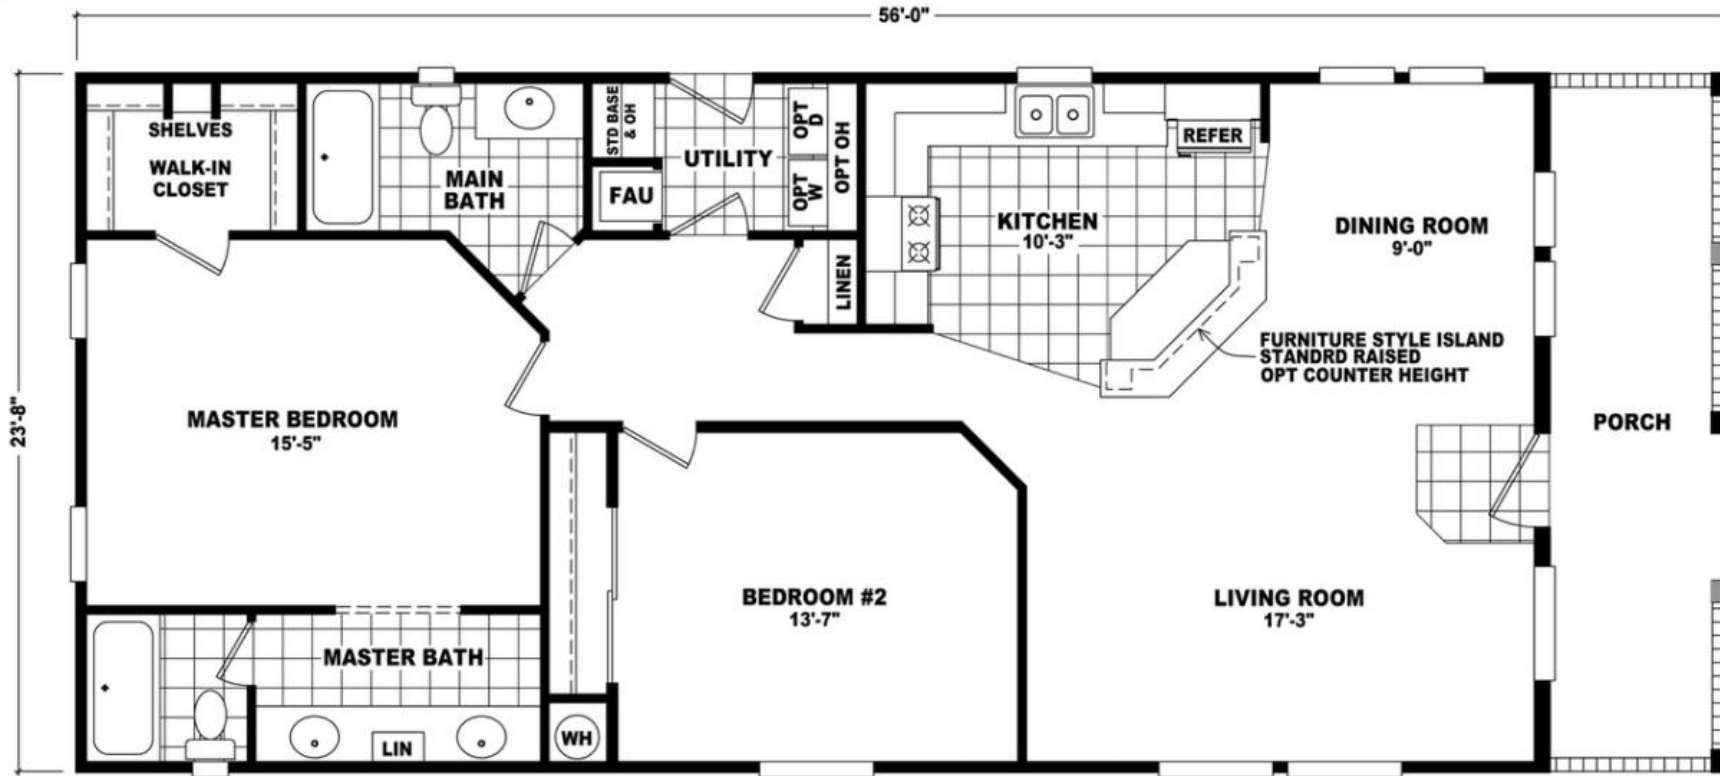 56'-0"
23'-8"
SHELVES
WALK-IN
CLOSET
MAIN
BATH
STD BASE
& OH
FAU
UTILITY
OPT
D
OPT
W
OPT OH
LINEN
KITCHEN
10'-3"
REFER
DINING ROOM
9'-0"
FURNITURE STYLE ISLAND
STANDRD RAISED
OPT COUNTER HEIGHT
PORCH
MASTER BEDROOM
15'-5"
BEDROOM #2
13'-7"
LIVING ROOM
17'-3"
MASTER BATH
LIN
WH